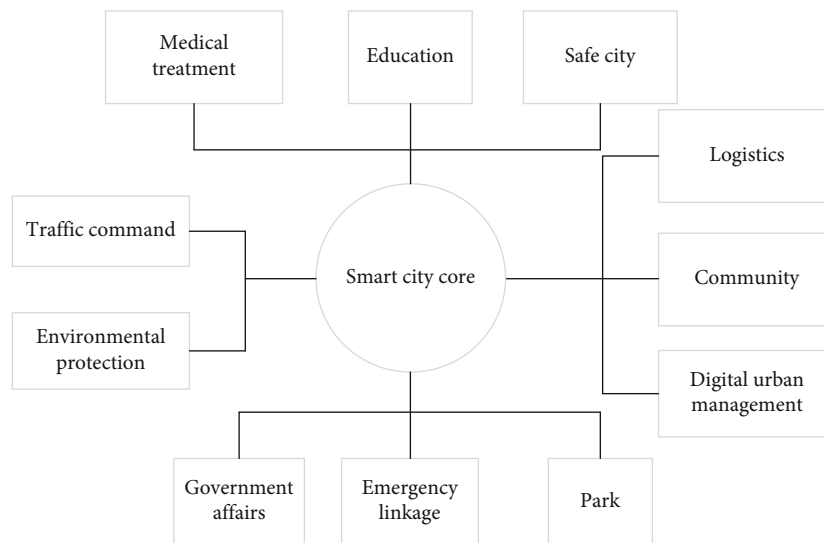 Medical
treatment
Education
Safe city
Logistics
Traffic command
Smart city core
Community
Environmental
protection
Digital urban
management
Government
affairs
Emergency
linkage
Park